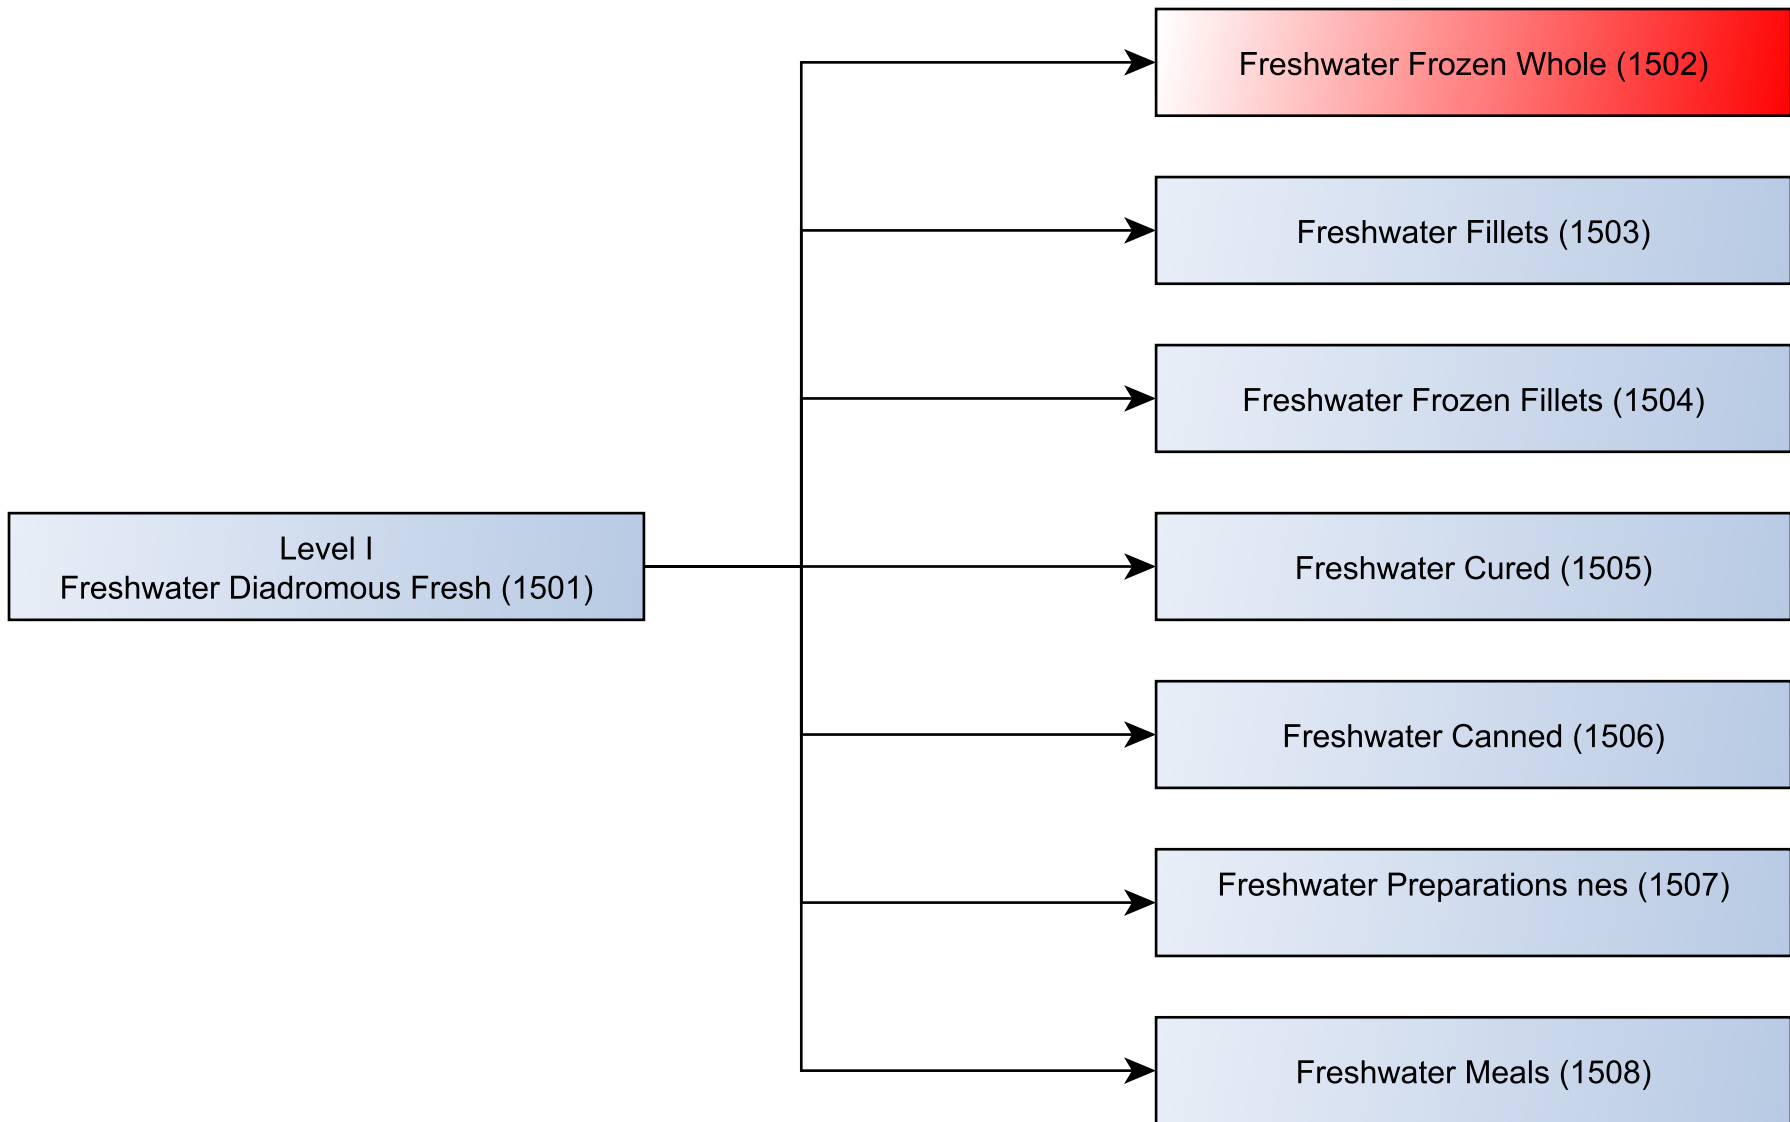 Freshwater Frozen Whole (1502)
Freshwater Fillets (1503)
Freshwater Frozen Fillets (1504)
Level I
Freshwater Diadromous Fresh (1501)
Freshwater Cured (1505)
Freshwater Canned (1506)
Freshwater Preparations nes (1507)
Freshwater Meals (1508)